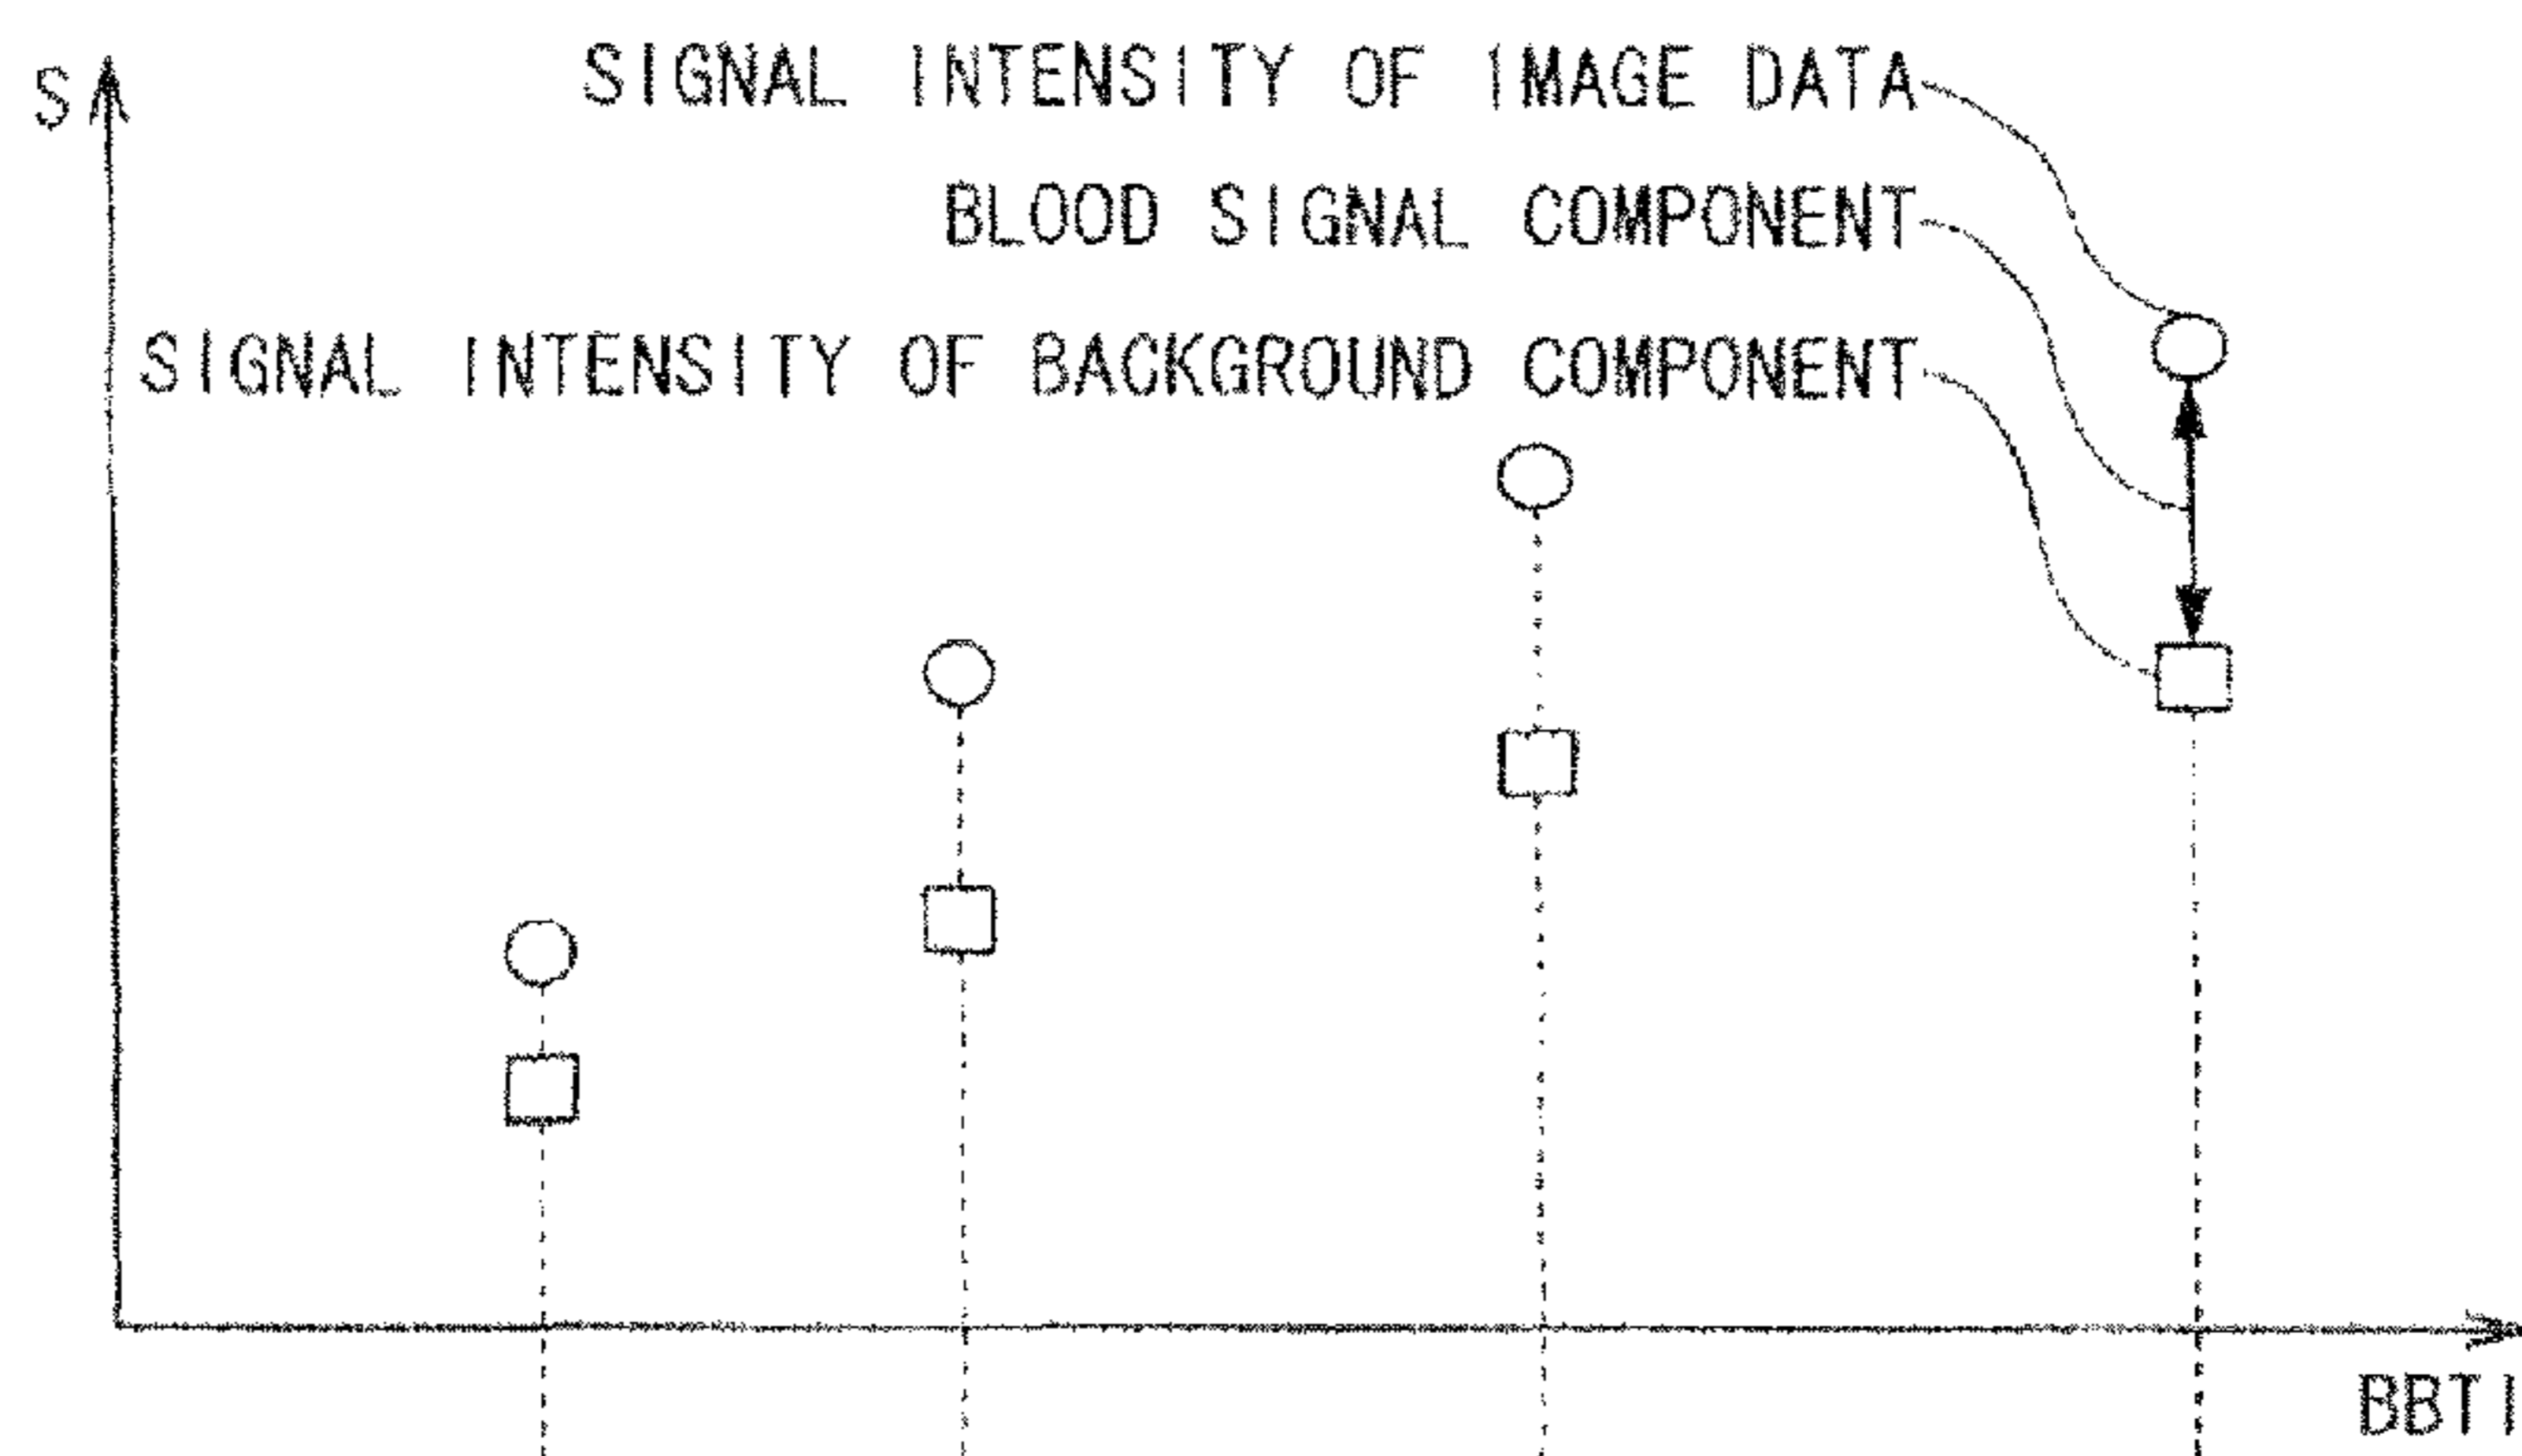 S
SIGNAL INTENSITY OF IMAGE DATA
BLOOD SIGNAL COMPONENT
SIGNAL INTENSITY OF BACKGROUND COMPONENT
BBTI